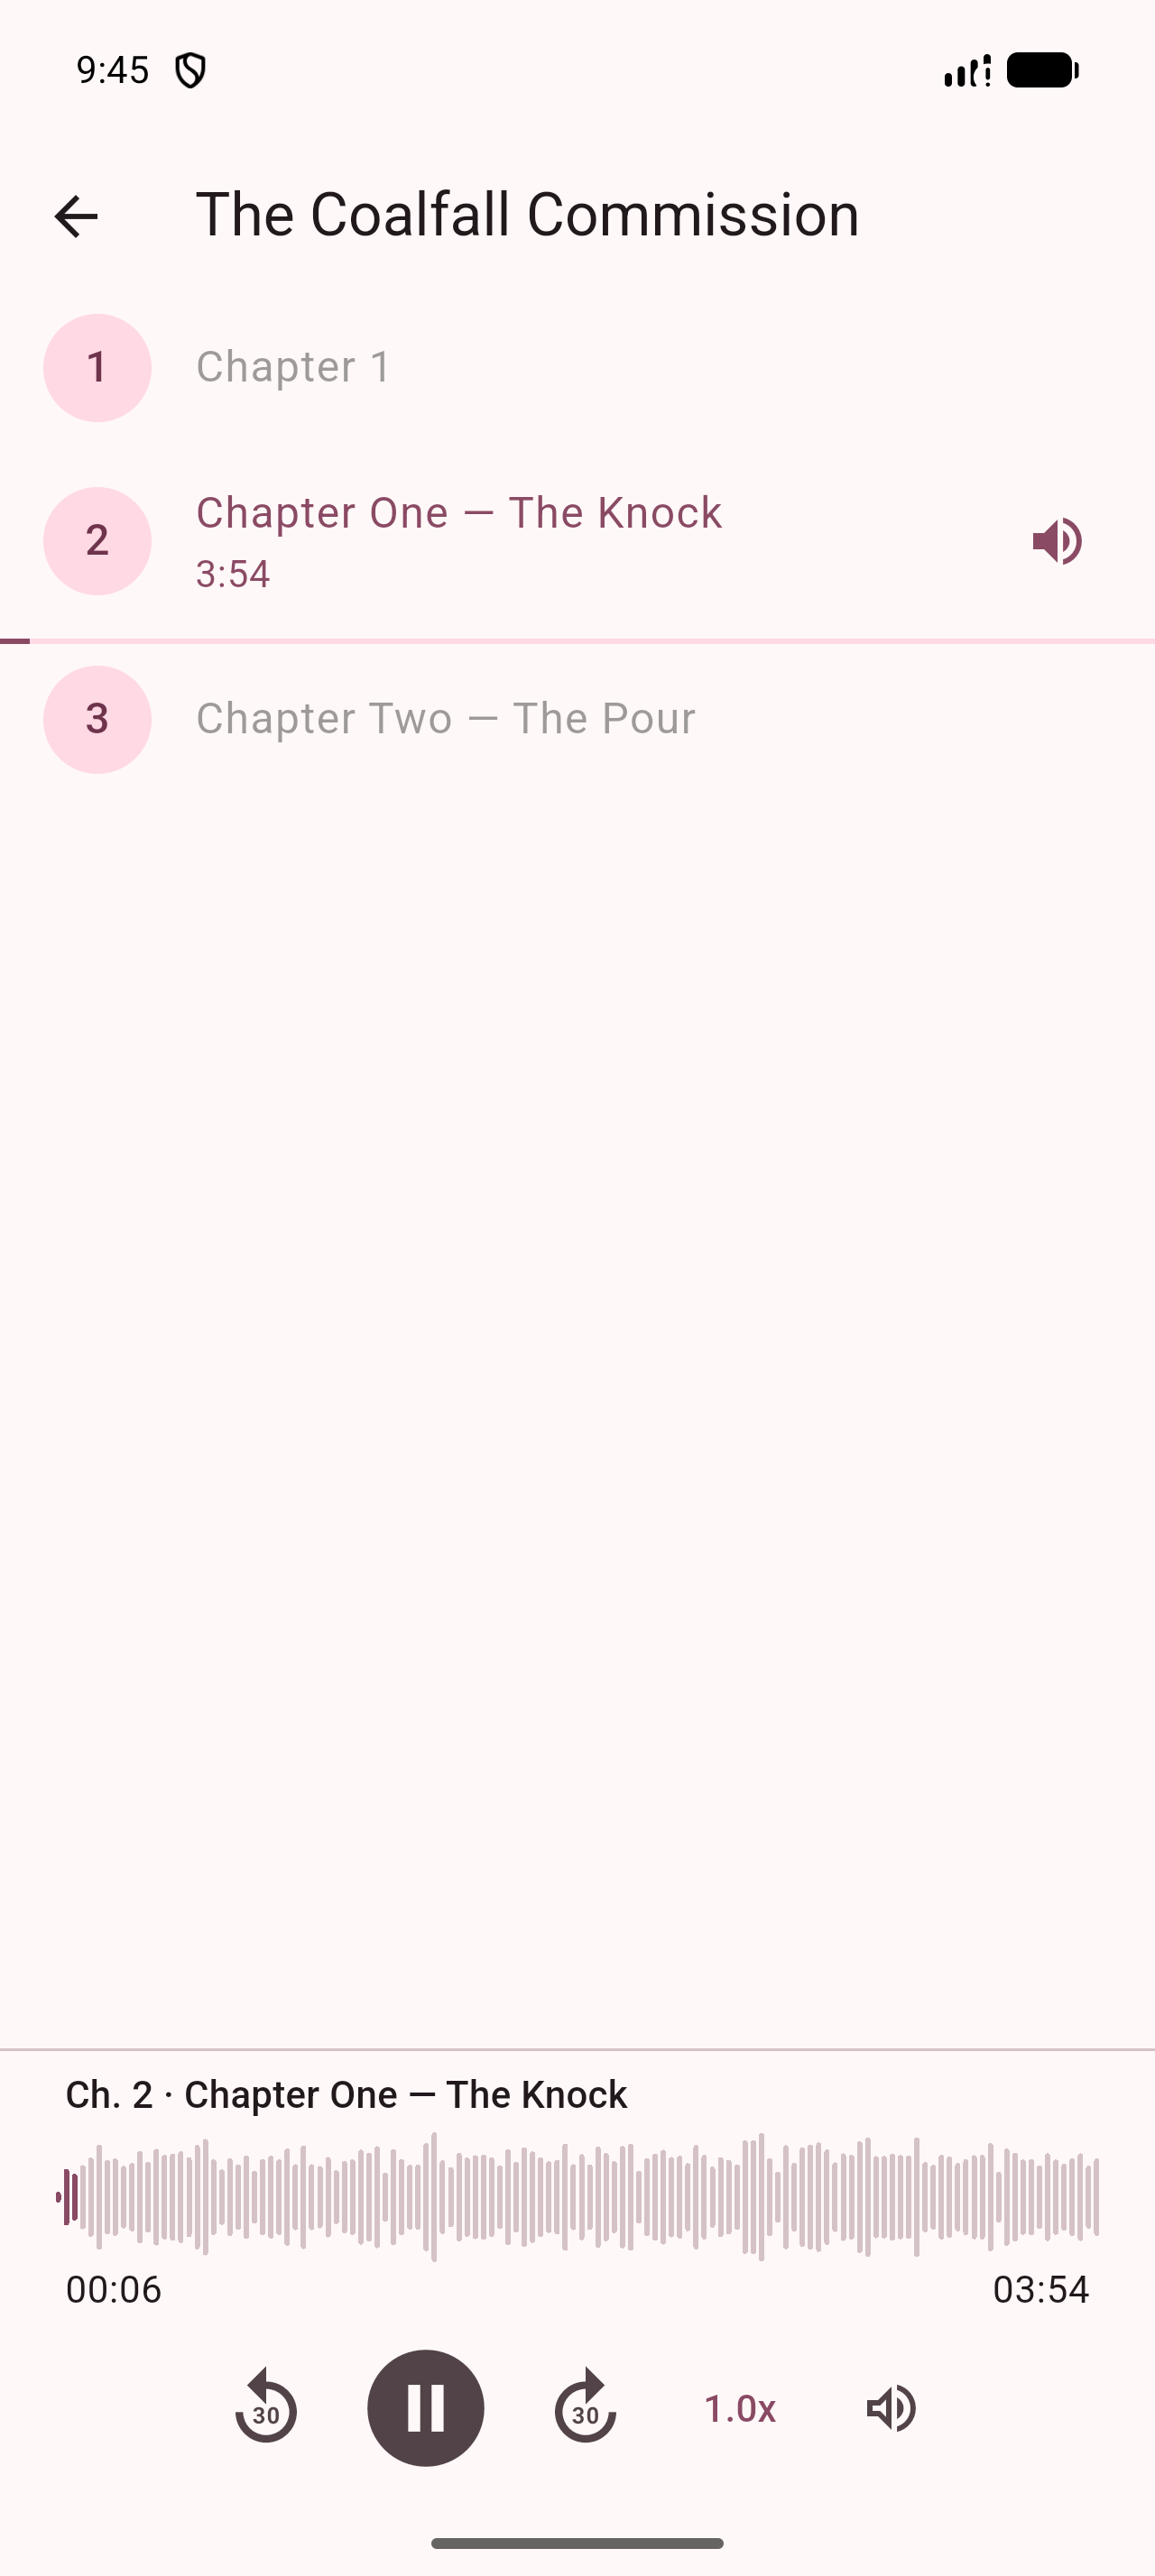 9:45
The Coalfall Commission
1
Chapter 1
2
Chapter One — The Knock
3:54
3
Chapter Two — The Pour
Ch. 2 · Chapter One — The Knock
00:06
03:54
30
30
1.0x